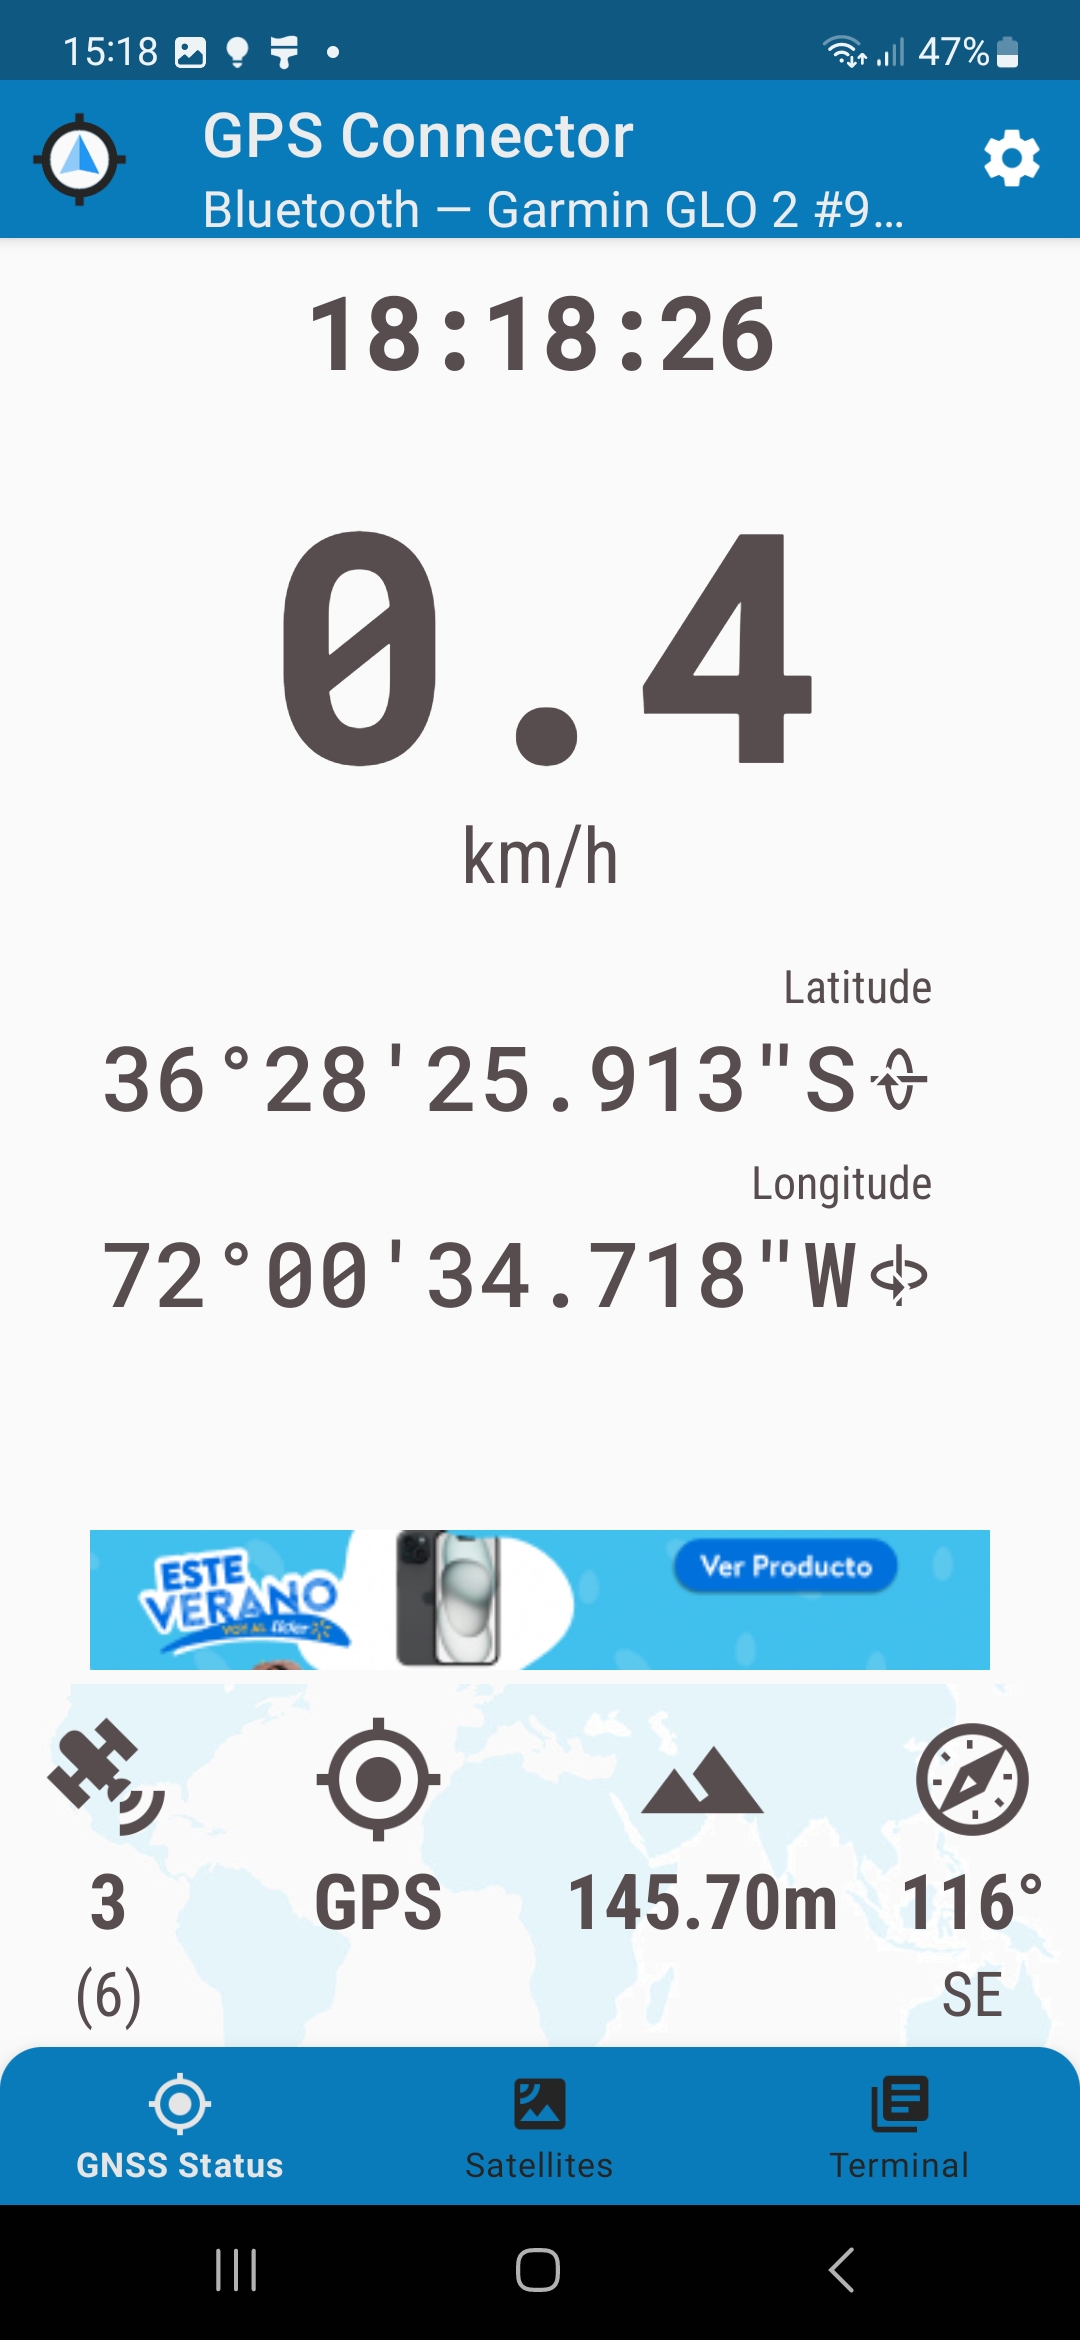 15:18
47%
GPS Connector
Bluetooth — Garmin GLO 2 #9...
18:18:26
0.4
km/h
Latitude
36°28'25.913"S
Longitude
72°00'34.718"W
ESTE
VERANO
Ver Producto
3
GPS
145.70m
116°
(6)
SE
GNSS Status
Satellites
Terminal